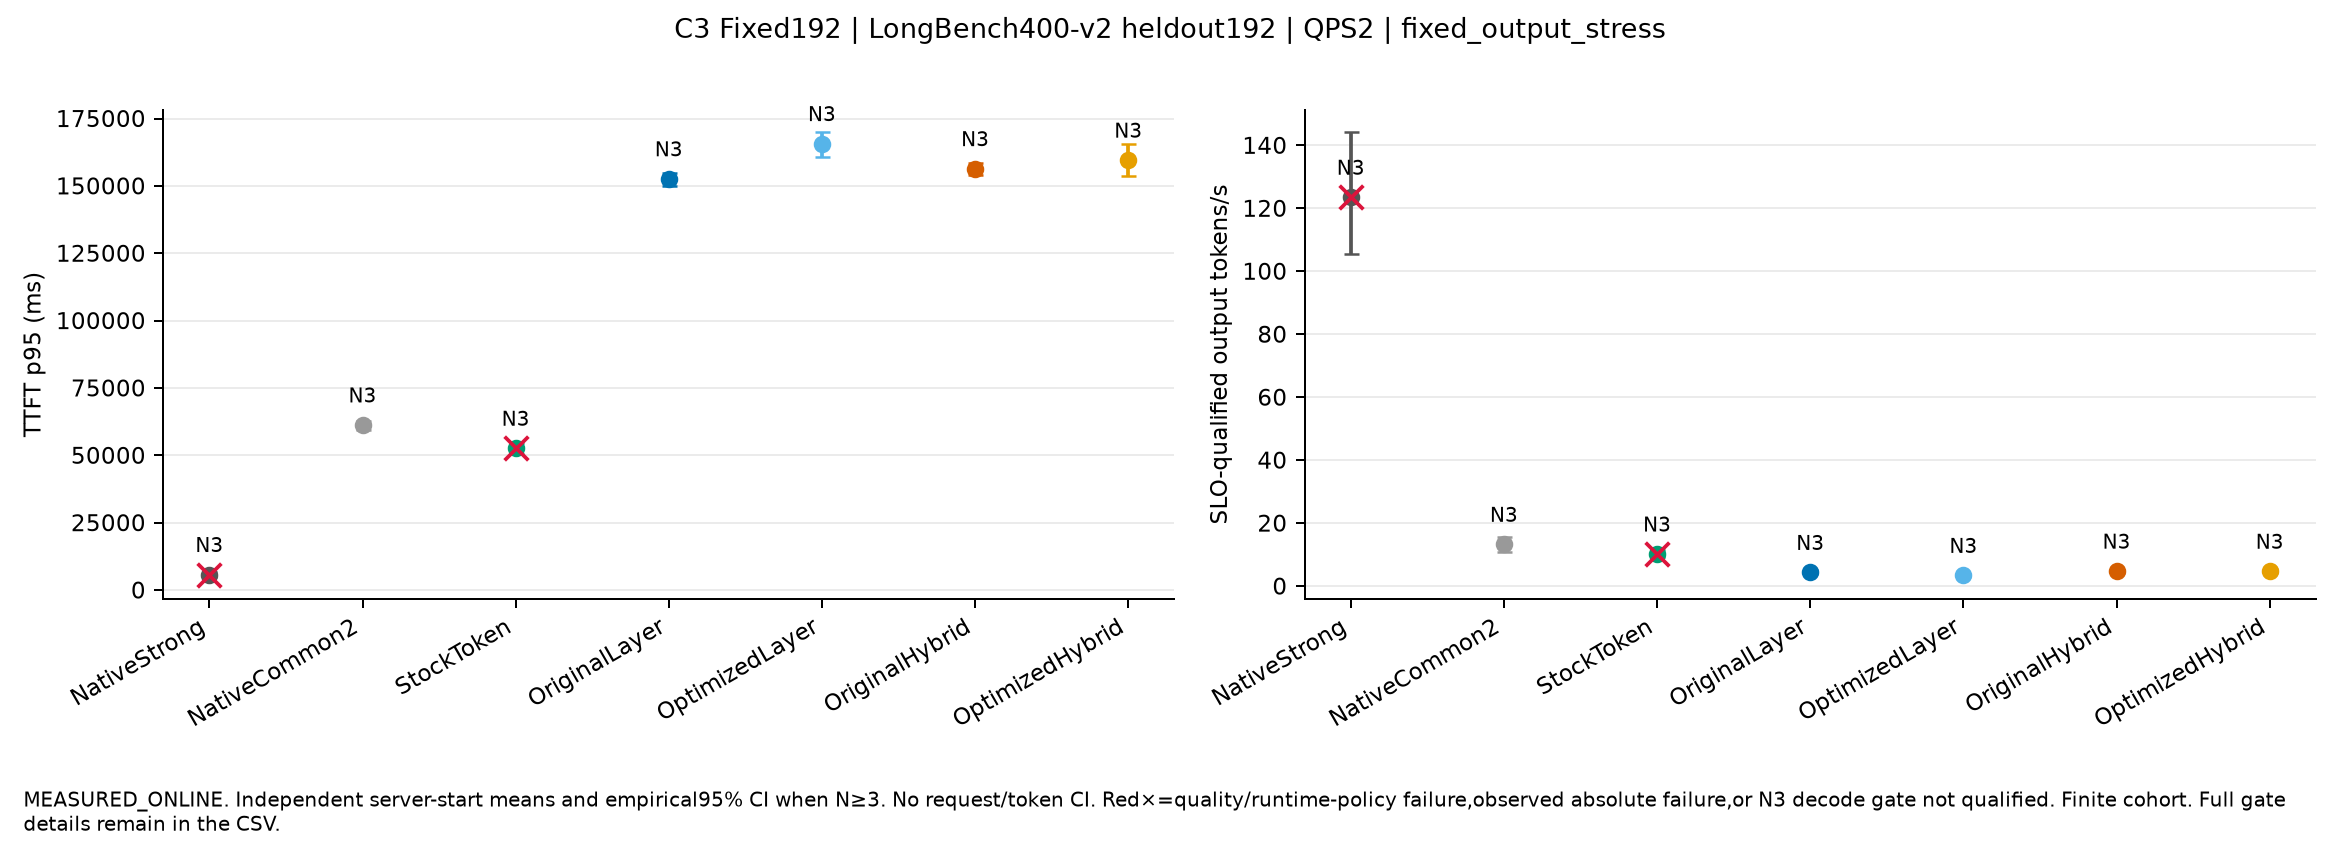 C3 Fixed192 | LongBench400-v2 heldout192 | QPS2 | fixed_output_stress
TTFT p95 (ms)
175000
150000
125000
100000
75000
50000
25000
0
N3
N3
N3
N3
N3
N3
N3
NativeStrong
NativeCommon2
StockToken
OriginalLayer
OptimizedLayer
OriginalHybrid
OptimizedHybrid
SLO-qualified output tokens/s
140
120
100
80
60
40
20
0
N3
N3
N3
N3
N3
N3
N3
NativeStrong
NativeCommon2
StockToken
OriginalLayer
OptimizedLayer
OriginalHybrid
OptimizedHybrid
MEASURED_ONLINE. Independent server-start means and empirical95% CI when N≥3. No request/token CI. Red×=quality/runtime-policy failure,observed absolute failure,or N3 decode gate not qualified. Finite cohort. Full gate
details remain in the CSV.